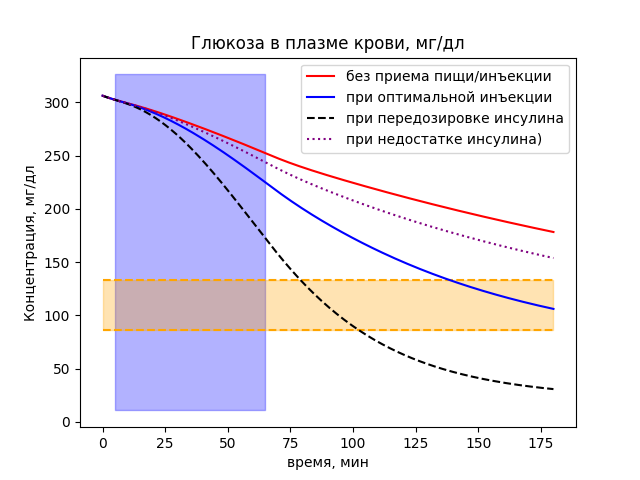 Глюкоза в плазме крови, мг/дл
без приема пищи/инъекции
при оптимальной инъекции
при передозировке инсулина
при недостатке инсулина)
Концентрация, мг/дл
300
250
200
150
100
50
0
0 25 50 75 100 125 150 175
время, мин